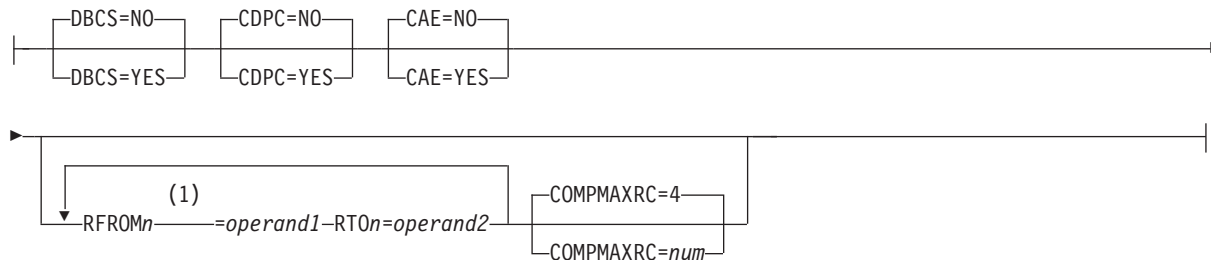 DBCS=NO CDPC=NO CAE=NO
DBCS=YES CDPC=YES CAE=YES
(1) COMPMAXRC=4
RFROMn =operand1 RTOn=operand2
COMPMAXRC=num